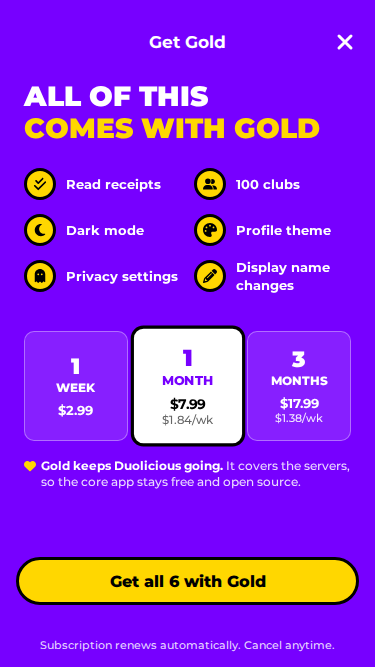 Get Gold
ALL OF THIS
COMES WITH GOLD
Read receipts
100 clubs
Dark mode
Profile theme
Privacy settings
Display name
changes
1
WEEK
$2.99
1
MONTH
$7.99
$1.84/wk
3
MONTHS
$17.99
$1.38/wk
Gold keeps Duolicious going. It covers the servers,
so the core app stays free and open source.
Get all 6 with Gold
Subscription renews automatically. Cancel anytime.